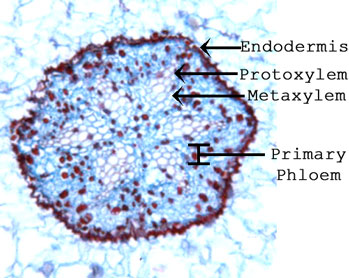 Endodermis
Protoxylem
Metaxylem
Primary
Phloem